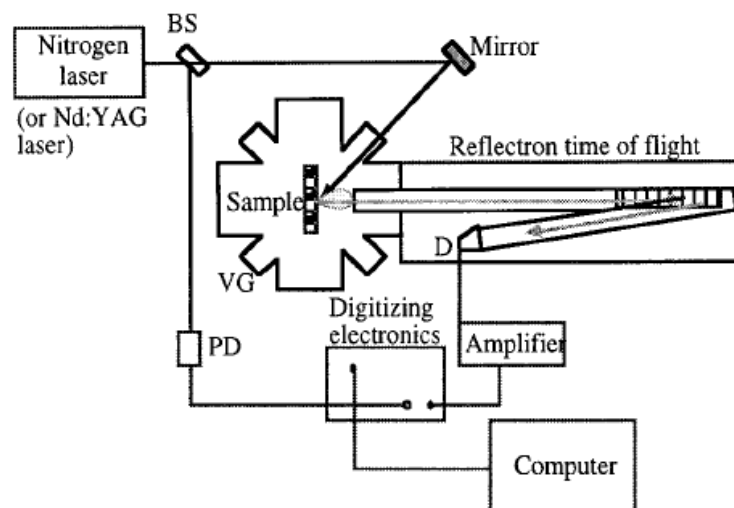 BS
Nitrogen
laser
(or Nd:YAG
laser)
Mirror
Reflectron time of flight
Sample
D
VG
Digitizing
electronics
PD
Amplifier
Computer